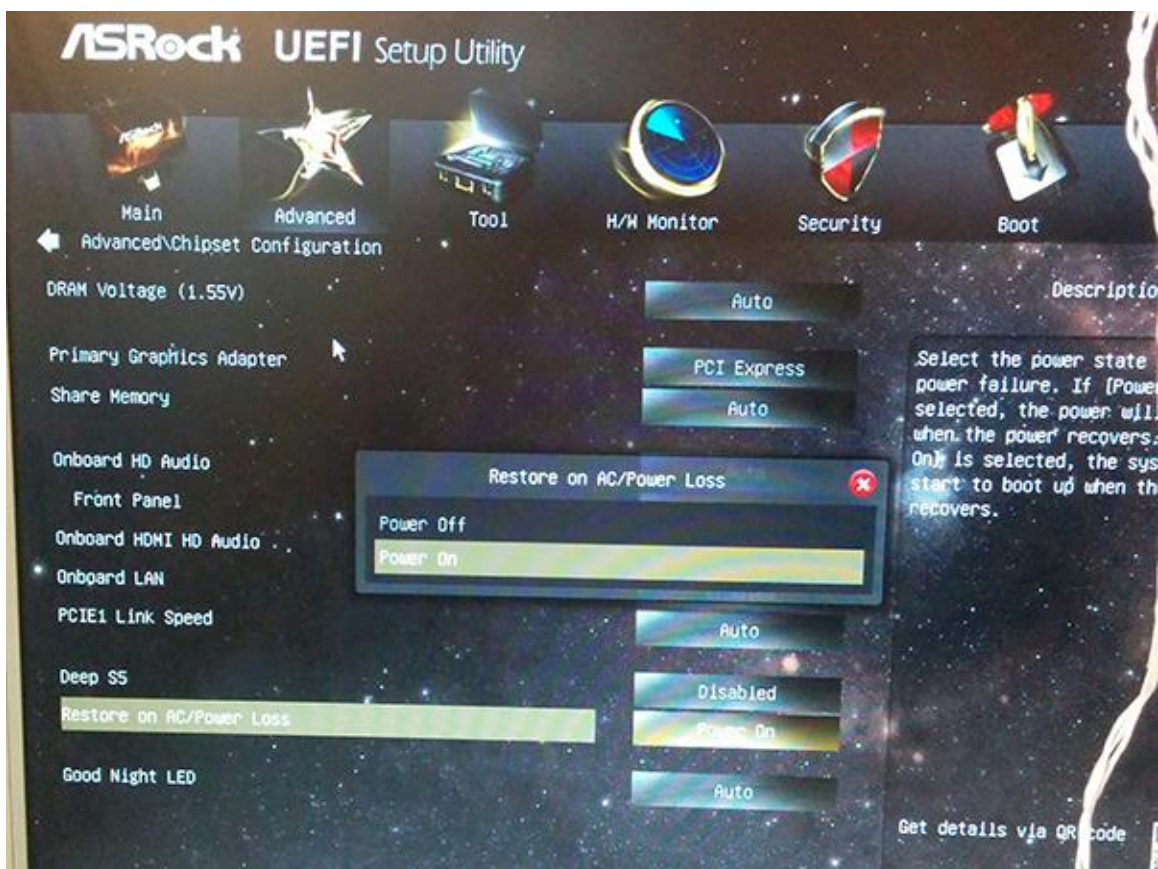 ASRock UEFI Setup Utility
Main Advanced Tool H/W Monitor Security Boot
Advanced\Chipset Configuration
DRAM Voltage (1.55V) Auto
Primary Graphics Adapter PCI Express
Share Memory Auto
Onboard HD Audio
Front Panel
Onboard HDMI HD Audio
Onboard LAN
PCIE1 Link Speed Auto
Deep S5 Disabled
Restore on AC/Power Loss Power On
Good Night LED Auto
Restore on AC/Power Loss
Power Off
Power On
Descriptio
Select the power state
power failure. If [Power
selected, the power will
when the power recovers.
On] is selected, the sys
start to boot up when th
recovers.
Get details via QR code